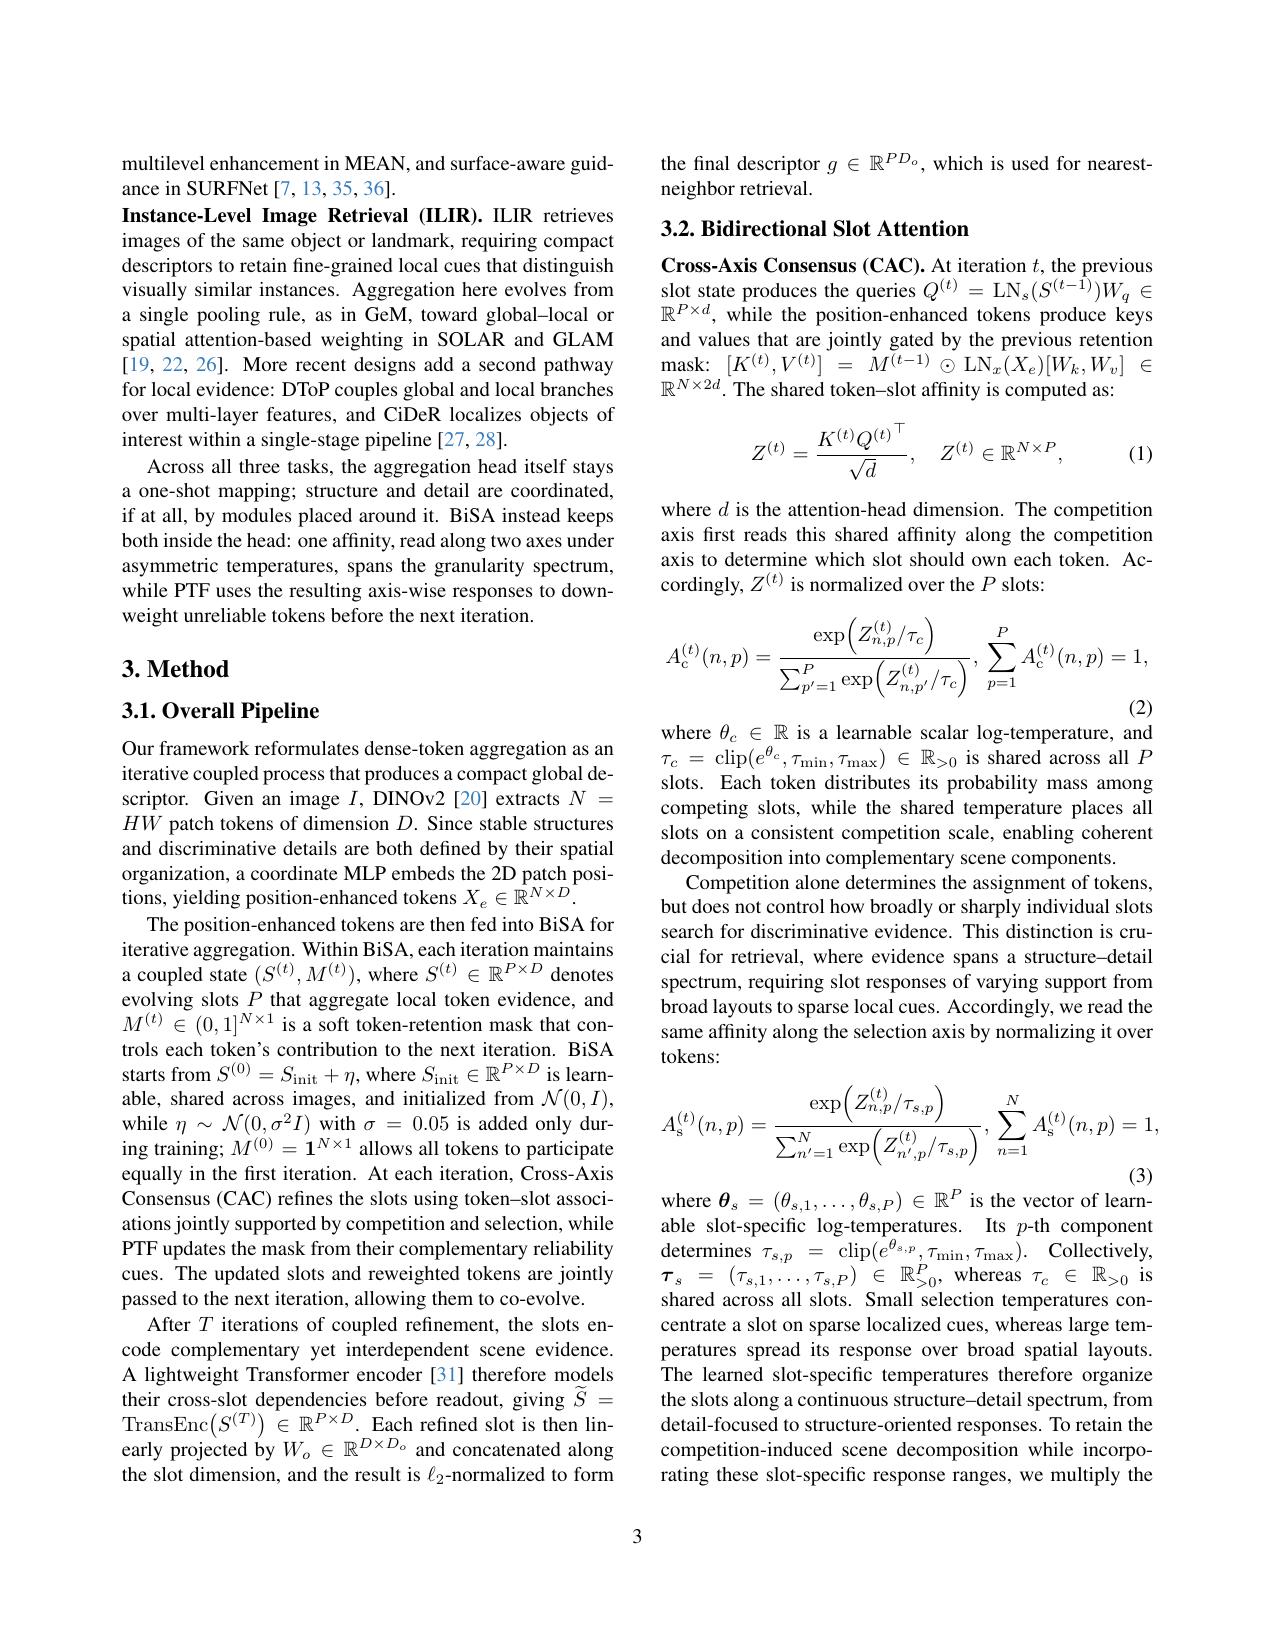 multilevel enhancement in MEAN, and surface-aware guid-
ance in SURFNet [7, 13, 35, 36].
Instance-Level Image Retrieval (ILIR). ILIR retrieves
images of the same object or landmark, requiring compact
descriptors to retain fine-grained local cues that distinguish
visually similar instances. Aggregation here evolves from
a single pooling rule, as in GeM, toward global–local or
spatial attention-based weighting in SOLAR and GLAM
[19, 22, 26]. More recent designs add a second pathway
for local evidence: DToP couples global and local branches
over multi-layer features, and CiDeR localizes objects of
interest within a single-stage pipeline [27, 28].
Across all three tasks, the aggregation head itself stays
a one-shot mapping; structure and detail are coordinated,
if at all, by modules placed around it. BiSA instead keeps
both inside the head: one affinity, read along two axes under
asymmetric temperatures, spans the granularity spectrum,
while PTF uses the resulting axis-wise responses to down-
weight unreliable tokens before the next iteration.
3. Method
3.1. Overall Pipeline
Our framework reformulates dense-token aggregation as an
iterative coupled process that produces a compact global de-
scriptor. Given an image I, DINOv2 [20] extracts N =
HW patch tokens of dimension D. Since stable structures
and discriminative details are both defined by their spatial
organization, a coordinate MLP embeds the 2D patch posi-
tions, yielding position-enhanced tokens X_e ∈ ℝ^{N×D}.
The position-enhanced tokens are then fed into BiSA for
iterative aggregation. Within BiSA, each iteration maintains
a coupled state (S^{(t)}, M^{(t)}), where S^{(t)} ∈ ℝ^{P×D} denotes
evolving slots P that aggregate local token evidence, and
M^{(t)} ∈ (0, 1]^{N×1} is a soft token-retention mask that con-
trols each token's contribution to the next iteration. BiSA
starts from S^{(0)} = S_{init} + η, where S_{init} ∈ ℝ^{P×D} is learn-
able, shared across images, and initialized from 𝒩(0, I),
while η ∼ 𝒩(0, σ²I) with σ = 0.05 is added only dur-
ing training; M^{(0)} = 𝟏^{N×1} allows all tokens to participate
equally in the first iteration. At each iteration, Cross-Axis
Consensus (CAC) refines the slots using token–slot associ-
ations jointly supported by competition and selection, while
PTF updates the mask from their complementary reliability
cues. The updated slots and reweighted tokens are jointly
passed to the next iteration, allowing them to co-evolve.
After T iterations of coupled refinement, the slots en-
code complementary yet interdependent scene evidence.
A lightweight Transformer encoder [31] therefore models
their cross-slot dependencies before readout, giving S̃ =
TransEnc(S^{(T)}) ∈ ℝ^{P×D}. Each refined slot is then lin-
early projected by W_o ∈ ℝ^{D×D_o} and concatenated along
the slot dimension, and the result is ℓ₂-normalized to form
the final descriptor g ∈ ℝ^{PD_o}, which is used for nearest-
neighbor retrieval.
3.2. Bidirectional Slot Attention
Cross-Axis Consensus (CAC). At iteration t, the previous
slot state produces the queries Q^{(t)} = LN_s(S^{(t−1)})W_q ∈
ℝ^{P×d}, while the position-enhanced tokens produce keys
and values that are jointly gated by the previous retention
mask: [K^{(t)}, V^{(t)}] = M^{(t−1)} ⊙ LN_x(X_e)[W_k, W_v] ∈
ℝ^{N×2d}. The shared token–slot affinity is computed as:
Z^{(t)} = \frac{K^{(t)}Q^{(t)⊤}}{√d}, Z^{(t)} ∈ ℝ^{N×P}, (1)
where d is the attention-head dimension. The competition
axis first reads this shared affinity along the competition
axis to determine which slot should own each token. Ac-
cordingly, Z^{(t)} is normalized over the P slots:
A_c^{(t)}(n, p) = \frac{exp(Z_{n,p}^{(t)}/τ_c)}{∑_{p′=1}^{P} exp(Z_{n,p′}^{(t)}/τ_c)}, ∑_{p=1}^{P} A_c^{(t)}(n, p) = 1,
(2)
where θ_c ∈ ℝ is a learnable scalar log-temperature, and
τ_c = clip(e^{θ_c}, τ_{min}, τ_{max}) ∈ ℝ_{>0} is shared across all P
slots. Each token distributes its probability mass among
competing slots, while the shared temperature places all
slots on a consistent competition scale, enabling coherent
decomposition into complementary scene components.
Competition alone determines the assignment of tokens,
but does not control how broadly or sharply individual slots
search for discriminative evidence. This distinction is cru-
cial for retrieval, where evidence spans a structure–detail
spectrum, requiring slot responses of varying support from
broad layouts to sparse local cues. Accordingly, we read the
same affinity along the selection axis by normalizing it over
tokens:
A_s^{(t)}(n, p) = \frac{exp(Z_{n,p}^{(t)}/τ_{s,p})}{∑_{n′=1}^{N} exp(Z_{n′,p}^{(t)}/τ_{s,p})}, ∑_{n=1}^{N} A_s^{(t)}(n, p) = 1,
(3)
where θ_s = (θ_{s,1}, . . . , θ_{s,P}) ∈ ℝ^P is the vector of learn-
able slot-specific log-temperatures. Its p-th component
determines τ_{s,p} = clip(e^{θ_{s,p}}, τ_{min}, τ_{max}). Collectively,
τ_s = (τ_{s,1}, . . . , τ_{s,P}) ∈ ℝ^P_{>0}, whereas τ_c ∈ ℝ_{>0} is
shared across all slots. Small selection temperatures con-
centrate a slot on sparse localized cues, whereas large tem-
peratures spread its response over broad spatial layouts.
The learned slot-specific temperatures therefore organize
the slots along a continuous structure–detail spectrum, from
detail-focused to structure-oriented responses. To retain the
competition-induced scene decomposition while incorpo-
rating these slot-specific response ranges, we multiply the
3